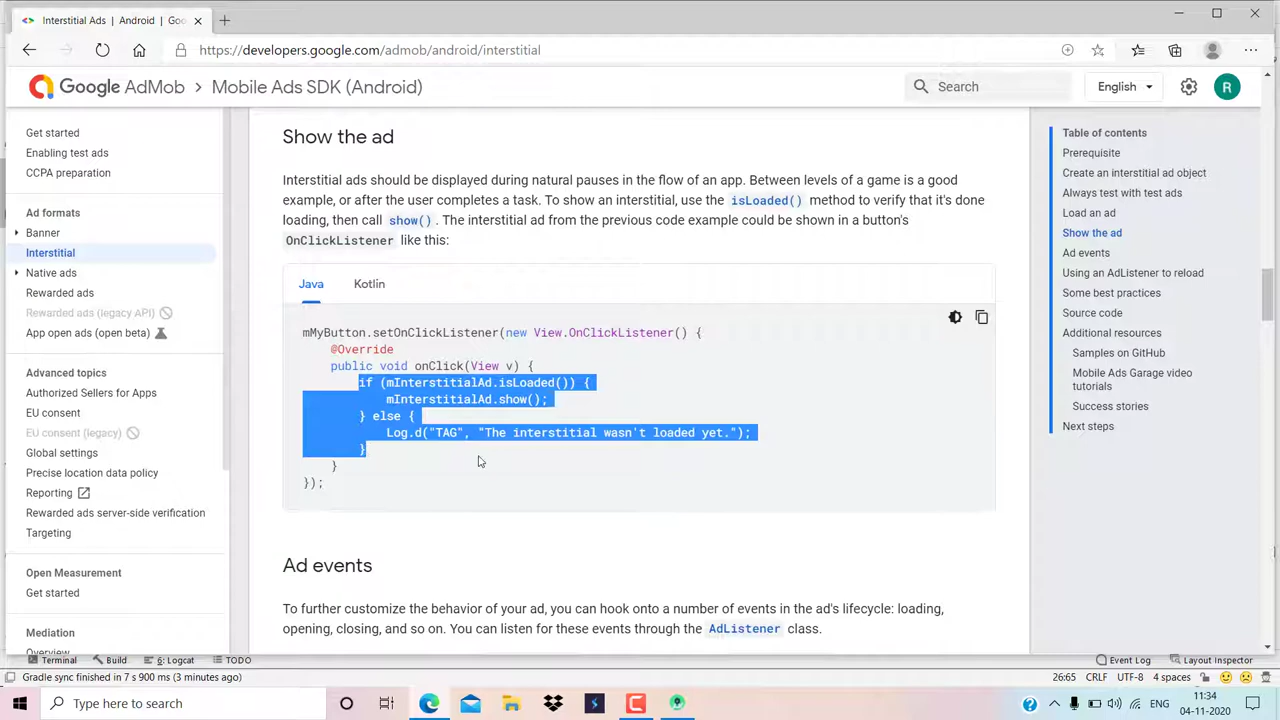 Interstitial Ads | Android | Goo
https://developers.google.com/admob/android/interstitial
Google AdMob
Mobile Ads SDK (Android)
Search
English
R
Get started
Enabling test ads
CCPA preparation
Ad formats
Banner
Interstitial
Native ads
Rewarded ads
Rewarded ads (legacy API)
App open ads (open beta)
Advanced topics
Authorized Sellers for Apps
EU consent
EU consent (legacy)
Global settings
Precise location data policy
Reporting
Rewarded ads server-side verification
Targeting
Open Measurement
Get started
Mediation
Overview
Show the ad
Interstitial ads should be displayed during natural pauses in the flow of an app. Between levels of a game is a good
example, or after the user completes a task. To show an interstitial, use the isLoaded() method to verify that it's done
loading, then call show() . The interstitial ad from the previous code example could be shown in a button's
OnClickListener like this:
Java
Kotlin
mMyButton.setOnClickListener(new View.OnClickListener() {
@Override
public void onClick(View v) {
if (mInterstitialAd.isLoaded()) {
mInterstitialAd.show();
} else {
Log.d("TAG", "The interstitial wasn't loaded yet.");
}
}
});
Ad events
To further customize the behavior of your ad, you can hook onto a number of events in the ad's lifecycle: loading,
opening, closing, and so on. You can listen for these events through the AdListener class.
Table of contents
Prerequisite
Create an interstitial ad object
Always test with test ads
Load an ad
Show the ad
Ad events
Using an AdListener to reload
Some best practices
Source code
Additional resources
Samples on GitHub
Mobile Ads Garage video
tutorials
Success stories
Next steps
Terminal
Build
6: Logcat
TODO
Event Log
Layout Inspector
Gradle sync finished in 7 s 900 ms (3 minutes ago)
26:65
CRLF
UTF-8
4 spaces
Type here to search
11:34
04-11-2020